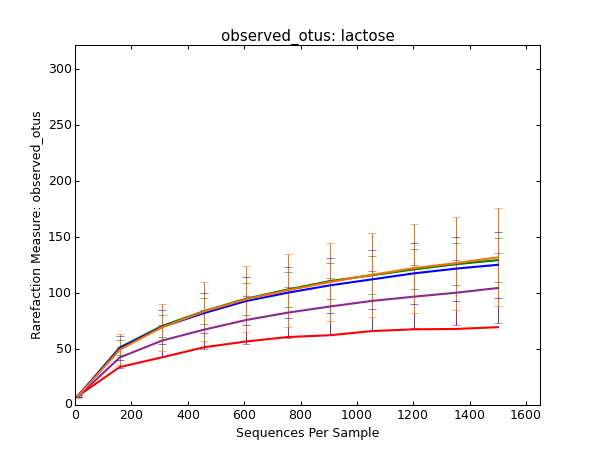 observed_otus: lactose
Rarefaction Measure: observed_otus
300
250
200
150
100
50
0
0 200 400 600 800 1000 1200 1400 1600
Sequences Per Sample